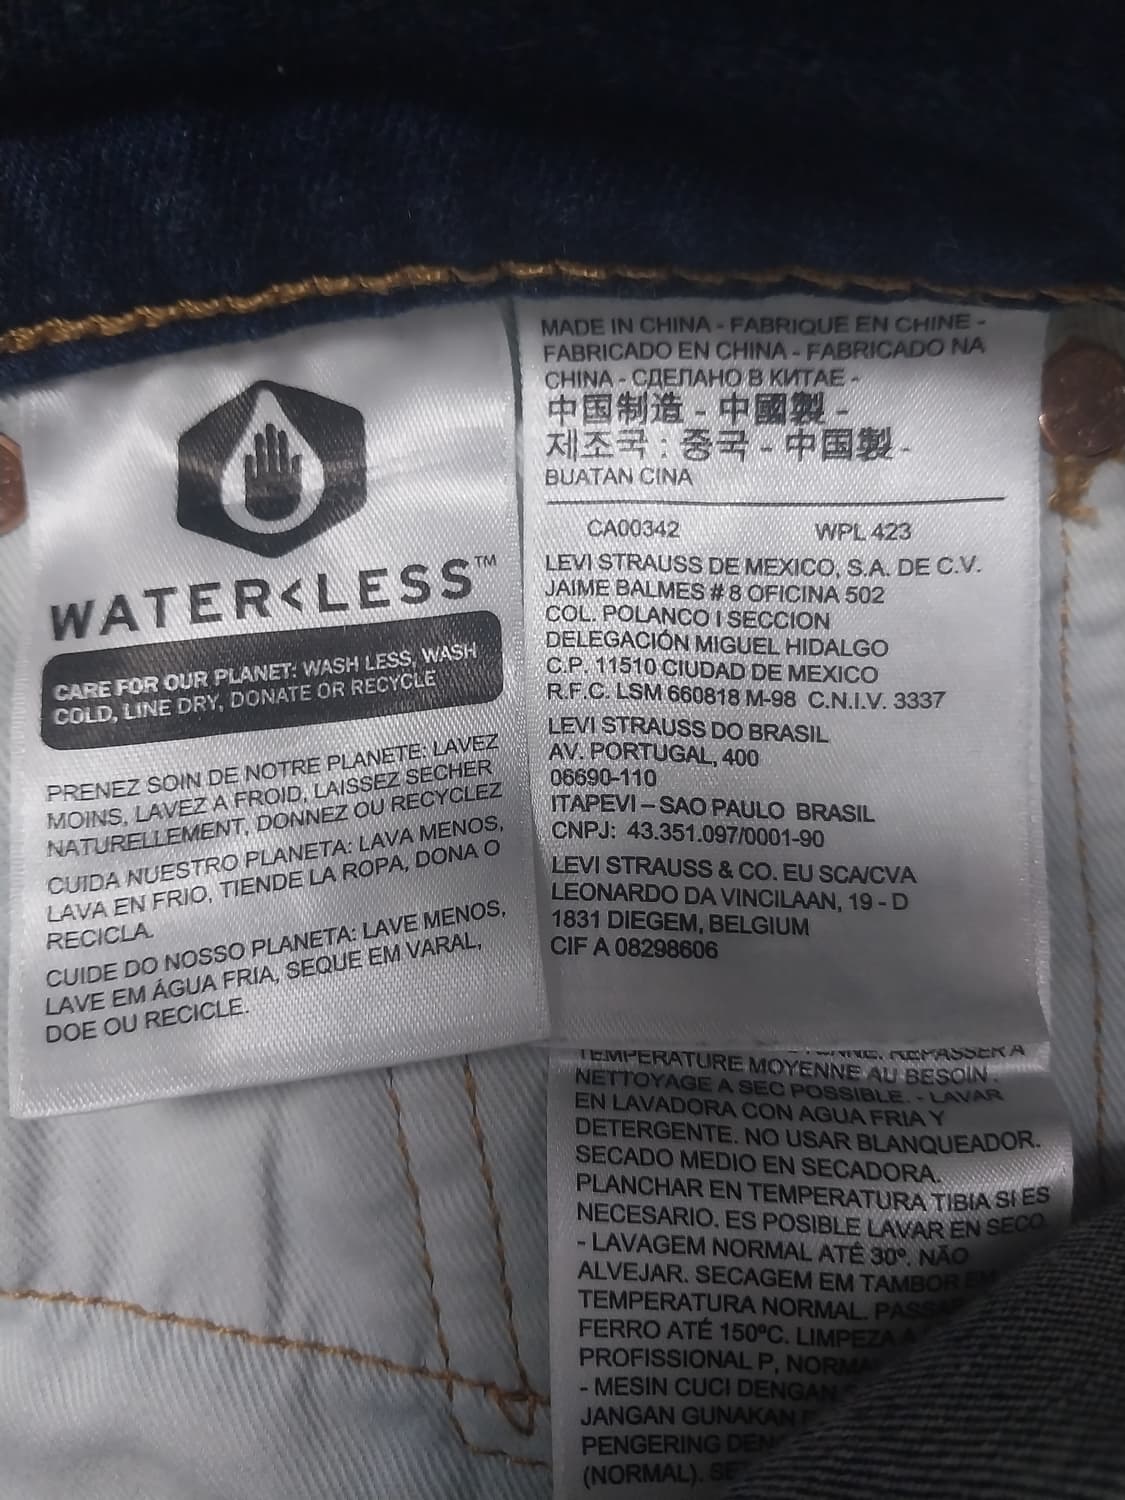 WATER<LESS™
CARE FOR OUR PLANET: WASH LESS, WASH
COLD, LINE DRY, DONATE OR RECYCLE
PRENEZ SOIN DE NOTRE PLANETE: LAVEZ
MOINS, LAVEZ A FROID, LAISSEZ SECHER
NATURELLEMENT, DONNEZ OU RECYCLEZ
CUIDA NUESTRO PLANETA: LAVA MENOS,
LAVA EN FRIO, TIENDE LA ROPA, DONA O
RECICLA.
CUIDE DO NOSSO PLANETA: LAVE MENOS,
LAVE EM ÁGUA FRIA, SEQUE EM VARAL,
DOE OU RECICLE.
MADE IN CHINA - FABRIQUE EN CHINE -
FABRICADO EN CHINA - FABRICADO NA
CHINA - СДЕЛАНО В КИТАЕ -
中国制造 - 中國製 -
제조국 : 중국 - 中国製 -
BUATAN CINA
CA00342 WPL 423
LEVI STRAUSS DE MEXICO, S.A. DE C.V.
JAIME BALMES # 8 OFICINA 502
COL. POLANCO I SECCION
DELEGACIÓN MIGUEL HIDALGO
C.P. 11510 CIUDAD DE MEXICO
R.F.C. LSM 660818 M-98 C.N.I.V. 3337
LEVI STRAUSS DO BRASIL
AV. PORTUGAL, 400
06690-110
ITAPEVI – SAO PAULO BRASIL
CNPJ: 43.351.097/0001-90
LEVI STRAUSS & CO. EU SCA/CVA
LEONARDO DA VINCILAAN, 19 - D
1831 DIEGEM, BELGIUM
CIF A 08298606
REPASSER A
TEMPERATURE MOYENNE AU BESOIN.
NETTOYAGE A SEC POSSIBLE. - LAVAR
EN LAVADORA CON AGUA FRIA Y
DETERGENTE. NO USAR BLANQUEADOR.
SECADO MEDIO EN SECADORA.
PLANCHAR EN TEMPERATURA TIBIA SI ES
NECESARIO. ES POSIBLE LAVAR EN SECO.
- LAVAGEM NORMAL ATÉ 30º. NÃO
ALVEJAR. SECAGEM EM TAMBOR
TEMPERATURA NORMAL.
FERRO ATÉ 150ºC. LIMPEZA
PROFISSIONAL P,
- MESIN CUCI DENGAN
JANGAN GUNAKAN
PENGERING
(NORMAL).